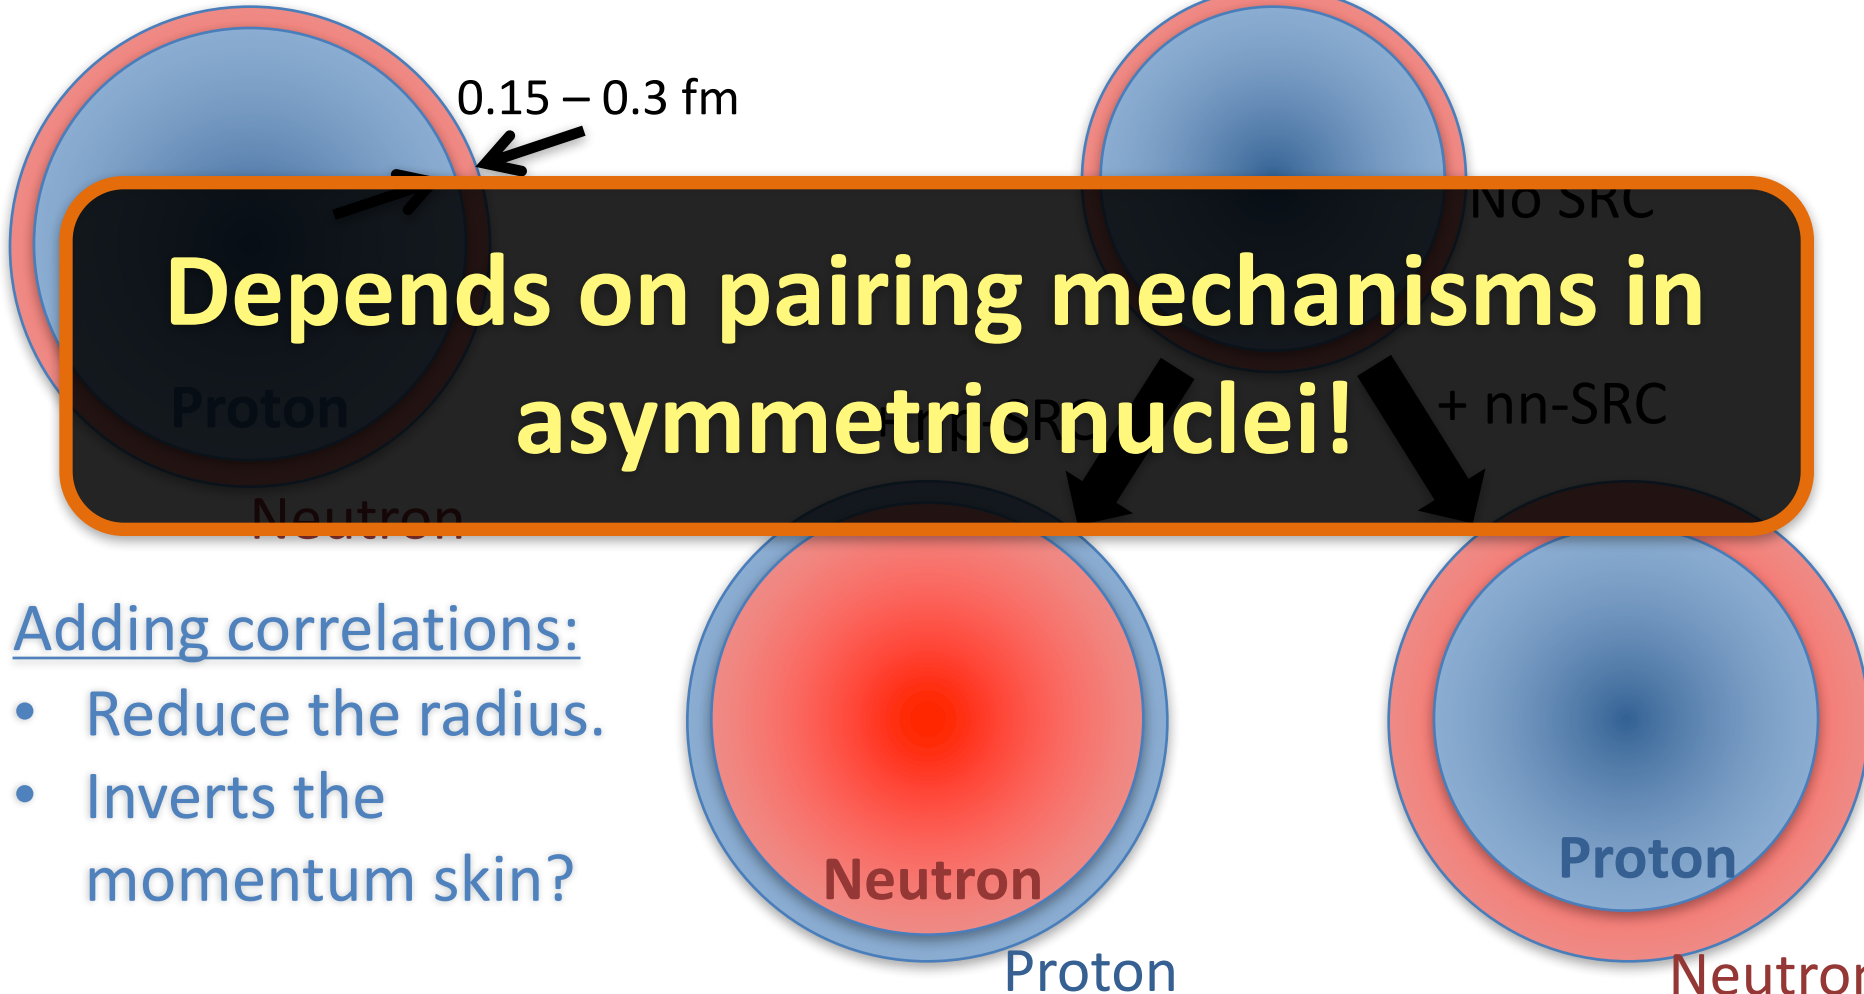 0.15 – 0.3 fm
No SRC
Depends on pairing mechanisms in
asymmetric nuclei!
Proton
+ nn-SRC
Neutron
Adding correlations:
• Reduce the radius.
• Inverts the
momentum skin?
Neutron
Proton
Proton
Neutron